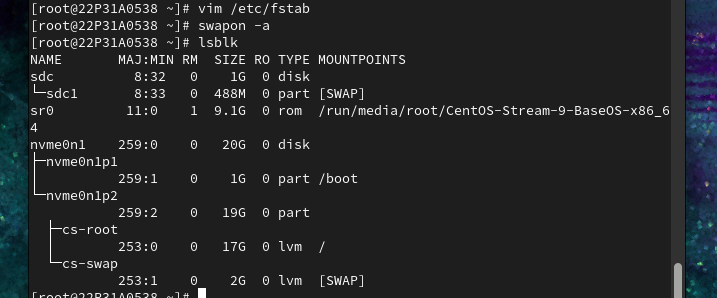 [root@22P31A0538 ~]# vim /etc/fstab
[root@22P31A0538 ~]# swapon -a
[root@22P31A0538 ~]# lsblk
NAME        MAJ:MIN RM  SIZE RO TYPE MOUNTPOINTS
sdc           8:32   0    1G  0 disk
└─sdc1        8:33   0  488M  0 part [SWAP]
sr0          11:0    1  9.1G  0 rom  /run/media/root/CentOS-Stream-9-BaseOS-x86_6
4
nvme0n1     259:0    0   20G  0 disk
├─nvme0n1p1
│           259:1    0    1G  0 part /boot
└─nvme0n1p2
            259:2    0   19G  0 part
  ├─cs-root
  │         253:0    0   17G  0 lvm  /
  └─cs-swap
            253:1    0    2G  0 lvm  [SWAP]
[root@22P31A0538 ~]#